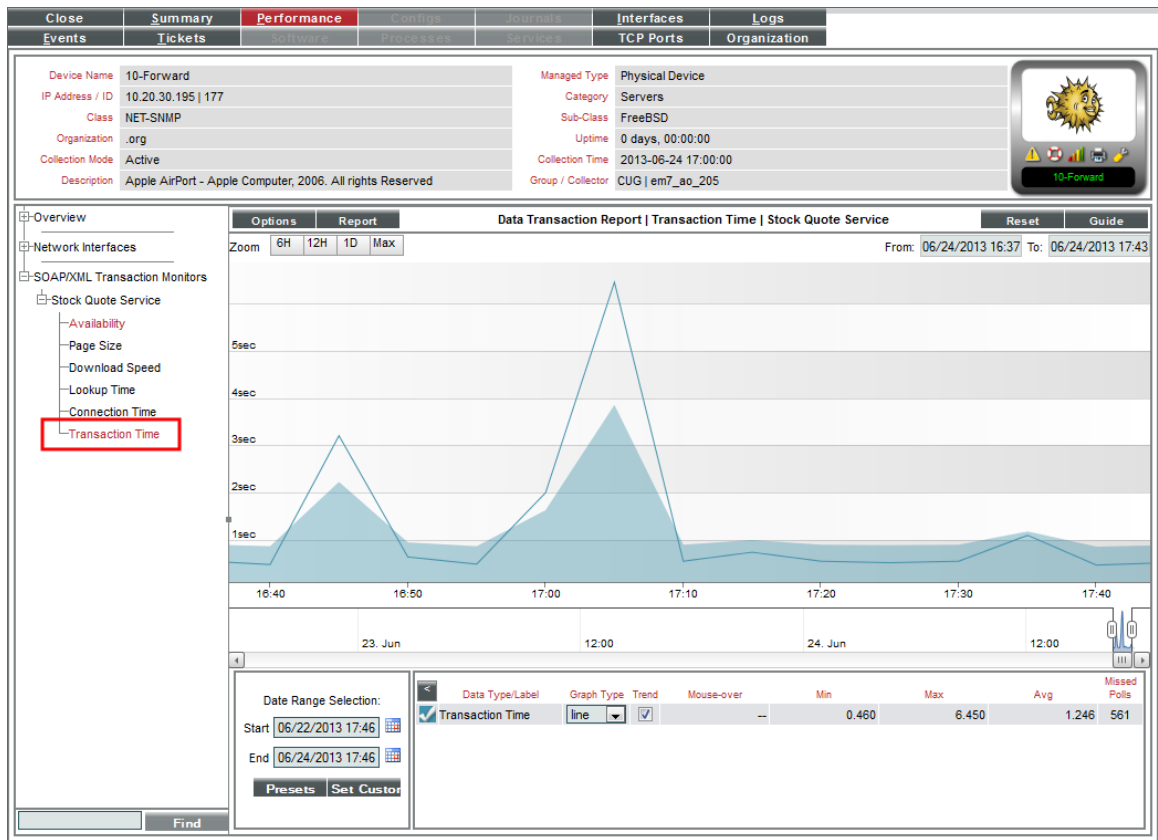 Close Summary Performance Configs Journals Interfaces Logs
Events Tickets Software Processes Services TCP Ports Organization
Device Name 10-Forward Managed Type Physical Device
IP Address / ID 10.20.30.195 | 177 Category Servers
Class NET-SNMP Sub-Class FreeBSD
Organization .org Uptime 0 days, 00:00:00
Collection Mode Active Collection Time 2013-06-24 17:00:00
Description Apple AirPort - Apple Computer, 2006. All rights Reserved Group / Collector CUG | em7_ao_205
10-Forward
Overview
Network Interfaces
SOAP/XML Transaction Monitors
Stock Quote Service
Availability
Page Size
Download Speed
Lookup Time
Connection Time
Transaction Time
Find
Options Report Data Transaction Report | Transaction Time | Stock Quote Service Reset Guide
Zoom 6H 12H 1D Max From: 06/24/2013 16:37 To: 06/24/2013 17:43
5sec
4sec
3sec
2sec
1sec
16:40 16:50 17:00 17:10 17:20 17:30 17:40
23. Jun 12:00 24. Jun 12:00
Date Range Selection:
Start 06/22/2013 17:46
End 06/24/2013 17:46
Presets Set Custor
< Data Type/Label Graph Type Trend Mouse-over Min Max Avg Missed Polls
Transaction Time line -- 0.460 6.450 1.246 561